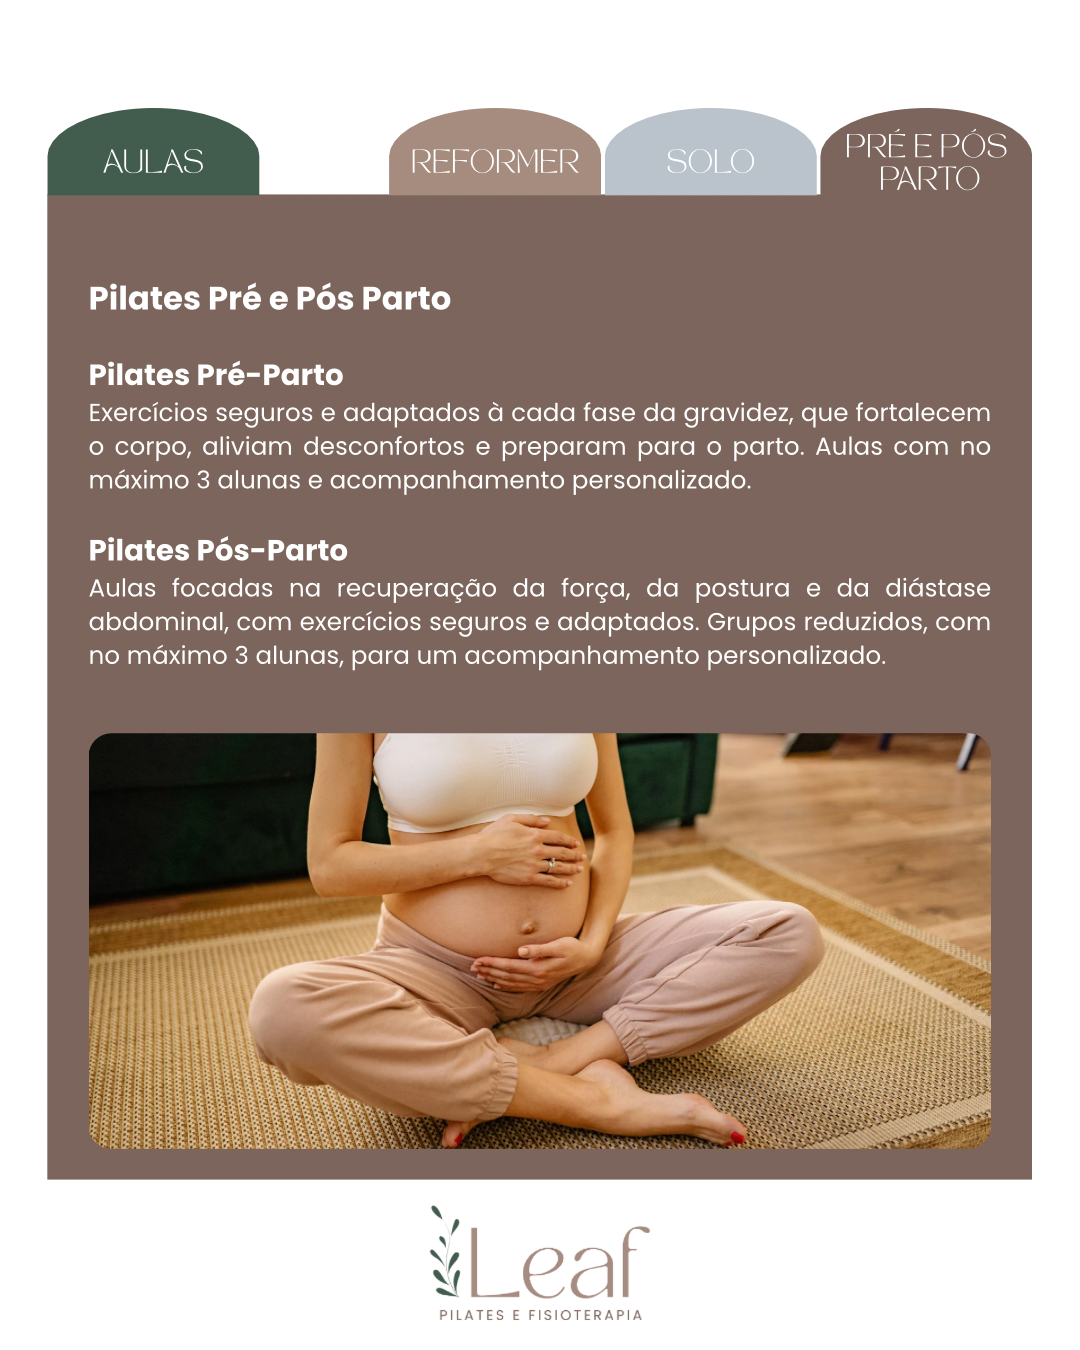 AULAS
REFORMER
SOLO
PRÉ E PÓS
PARTO
Pilates Pré e Pós Parto
Pilates Pré-Parto
Exercícios seguros e adaptados à cada fase da gravidez, que fortalecem
o corpo, aliviam desconfortos e preparam para o parto. Aulas com no
máximo 3 alunas e acompanhamento personalizado.
Pilates Pós-Parto
Aulas focadas na recuperação da força, da postura e da diástase
abdominal, com exercícios seguros e adaptados. Grupos reduzidos, com
no máximo 3 alunas, para um acompanhamento personalizado.
Leaf
PILATES E FISIOTERAPIA